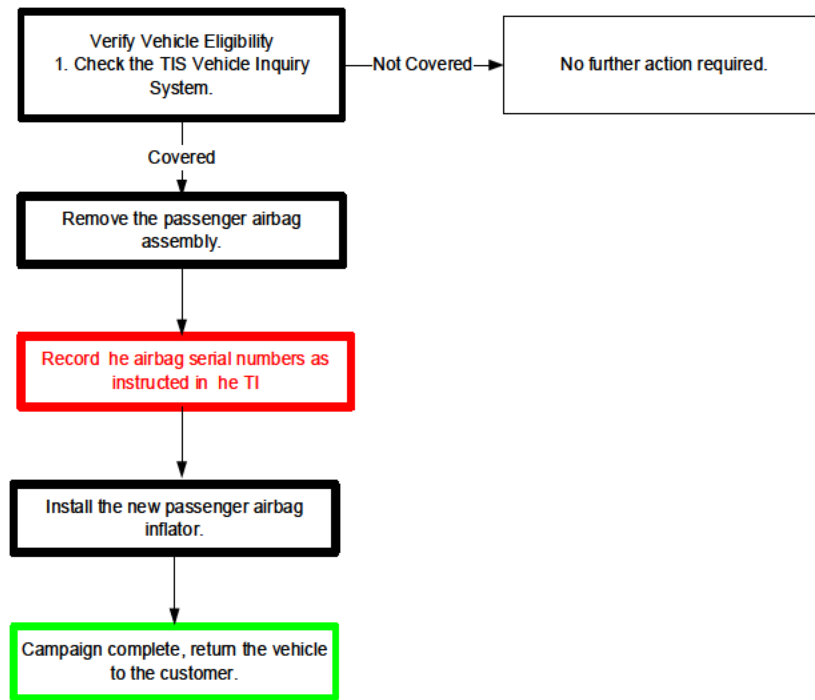 Verify Vehicle Eligibility
1. Check the TIS Vehicle Inquiry
System.
Not Covered
No further action required.
Covered
Remove the passenger airbag
assembly.
Record he airbag serial numbers as
instructed in he TI
Install the new passenger airbag
inflator.
Campaign complete, return the vehicle
to the customer.